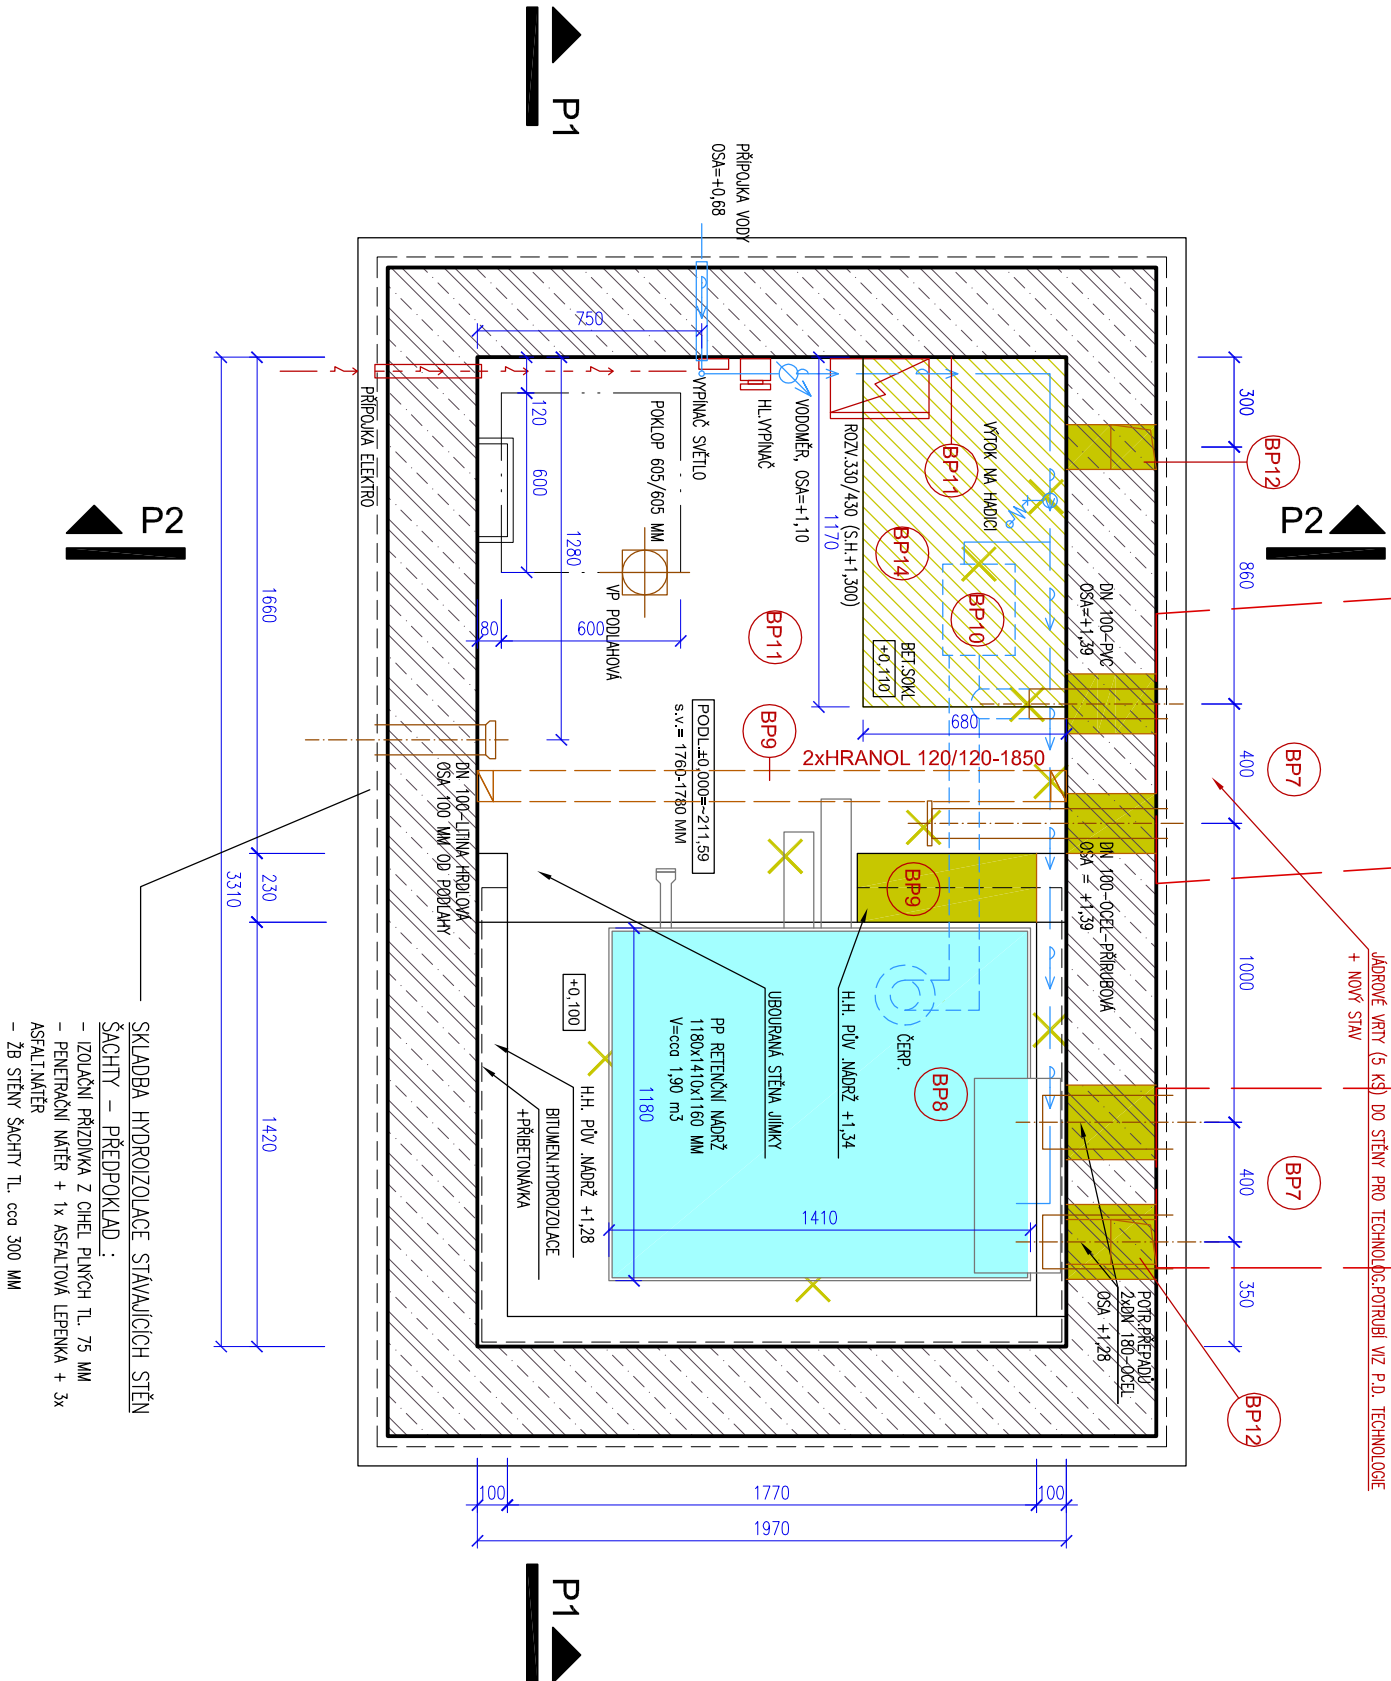 P1
PŘÍPOJKA VODY
OSA=+0,68
750
300
860
400
1000
400
350
BP12
P2
P2
BP7
BP7
BP12
JÁDROVÉ VRTY (5 KS) DO STĚNY PRO TECHNOLOG.POTRUBÍ VIZ P.D. TECHNOLOGIE
+ NOVÝ STAV
PŘÍPOJKA ELEKTRO
120
600
1280
80
600
POKLOP 605/605 MM
VP PODLAHOVÁ
VYPÍNAČ SVĚTLO
HL.VYPÍNAČ
VODOMĚR, OSA=+1,10
1170
ROZV.330/430 (S.H.+1,300)
BP11
BP14
VÝTOK NA HADICI
BP10
BET.SOKL
+0,110
680
DN 100-PVC
OSA=+1,39
BP11
BP9
2xHRANOL 120/120-1850
PODL.±0,000=~211,59
s.v.= 1760-1780 MM
DN 100-LITINA HRDLOVÁ
OSA 100 MM OD PODLAHY
DN 100-OCEL-PŘÍRUBOVÁ
OSA = +1,39
BP9
H.H. PŮV .NÁDRŽ +1,34
ČERP.
BP8
UBOURANÁ STĚNA JÍMKY
PP RETENČNÍ NÁDRŽ
1180x1410x1160 MM
V=cca 1,90 m3
+0,100
1180
1410
H.H. PŮV .NÁDRŽ +1,28
BITUMEN.HYDROIZOLACE
+PŘIBETONÁVKA
POTR.PŘEPADŮ
2xDN 180-OCEL
OSA +1,28
1660
230
1420
3310
100
1770
100
1970
SKLADBA HYDROIZOLACE STÁVAJÍCÍCH STĚN
ŠACHTY - PŘEDPOKLAD :
- IZOLAČNÍ PŘIZDÍVKA Z CIHEL PLNÝCH TL. 75 MM
- PENETRAČNÍ NÁTĚR + 1x ASFALTOVÁ LEPENKA + 3x
ASFALT.NÁTĚR
- ŽB STĚNY ŠACHTY TL. cca 300 MM
P1